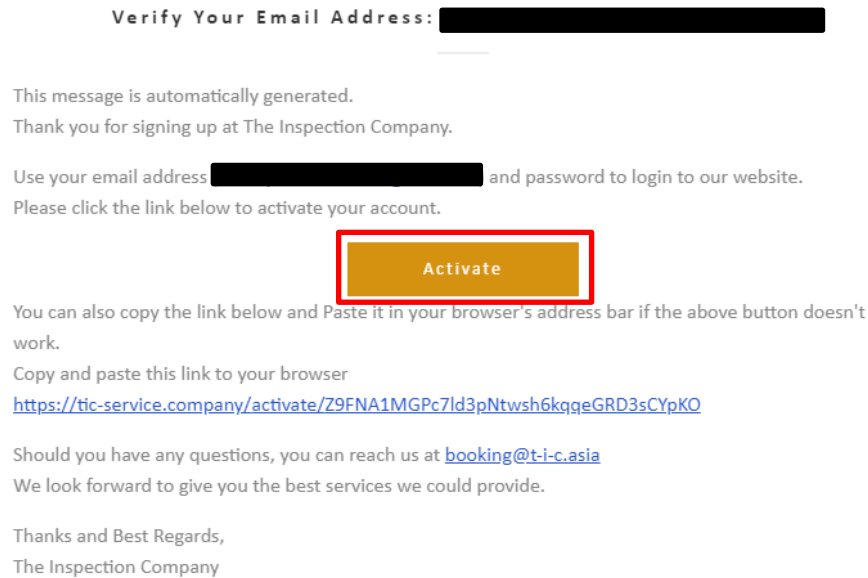 Verify Your Email Address:
This message is automatically generated.
Thank you for signing up at The Inspection Company.
Use your email address and password to login to our website.
Please click the link below to activate your account.
Activate
You can also copy the link below and Paste it in your browser's address bar if the above button doesn't
work.
Copy and paste this link to your browser
https://tic-service.company/activate/Z9FNA1MGPc7ld3pNtwsh6kqqeGRD3sCYpKO
Should you have any questions, you can reach us at booking@t-i-c.asia
We look forward to give you the best services we could provide.
Thanks and Best Regards,
The Inspection Company